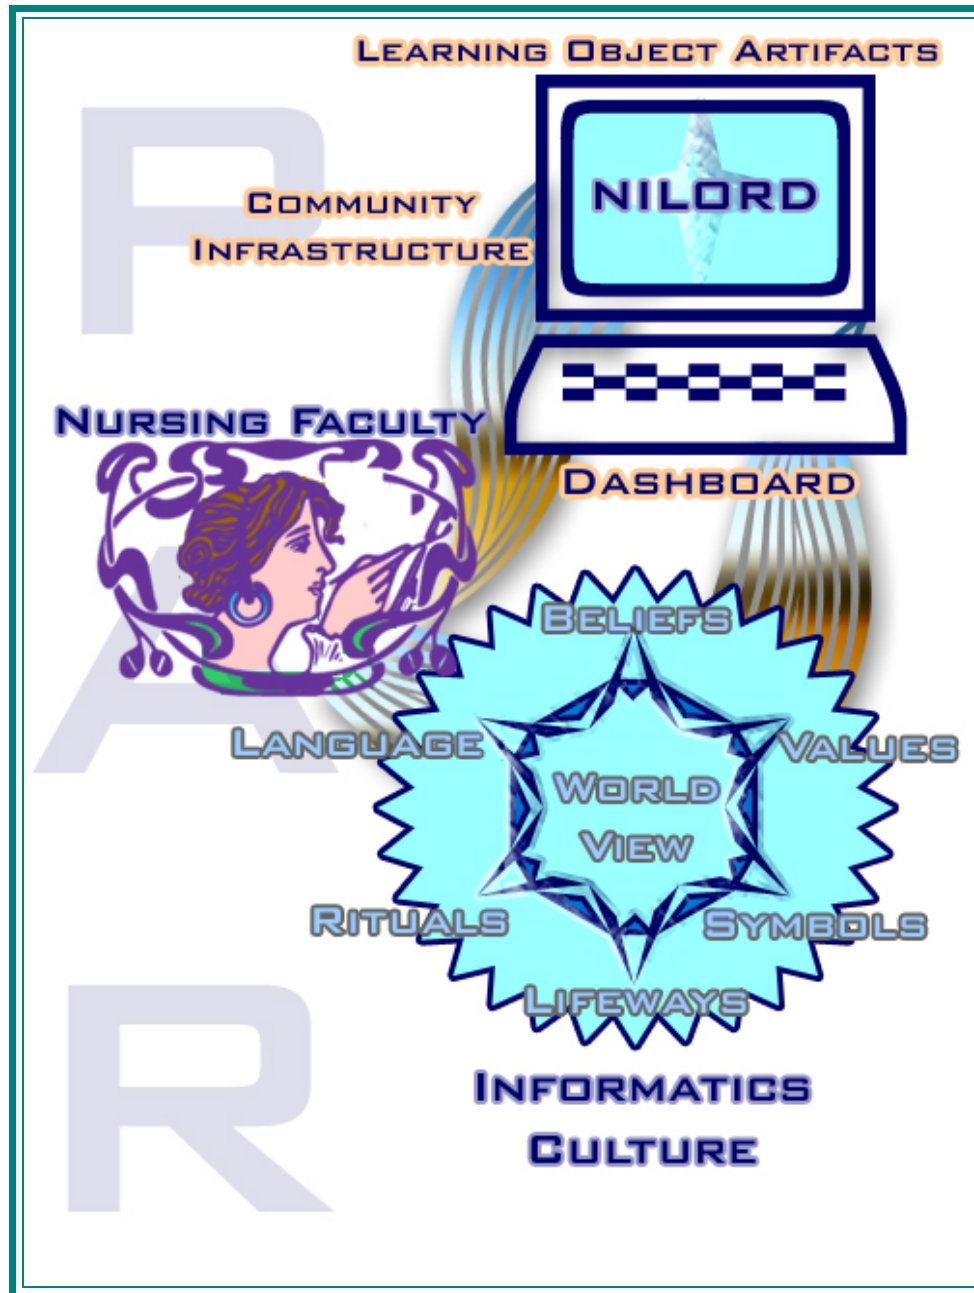 LEARNING OBJECT ARTIFACTS
NILORD
COMMUNITY
INFRASTRUCTURE
NURSING FACULTY
DASHBOARD
BELIEFS
LANGUAGE
VALUES
WORLD
VIEW
RITUALS
SYMBOLS
LIFEWAYS
INFORMATICS
CULTURE
P
A
R